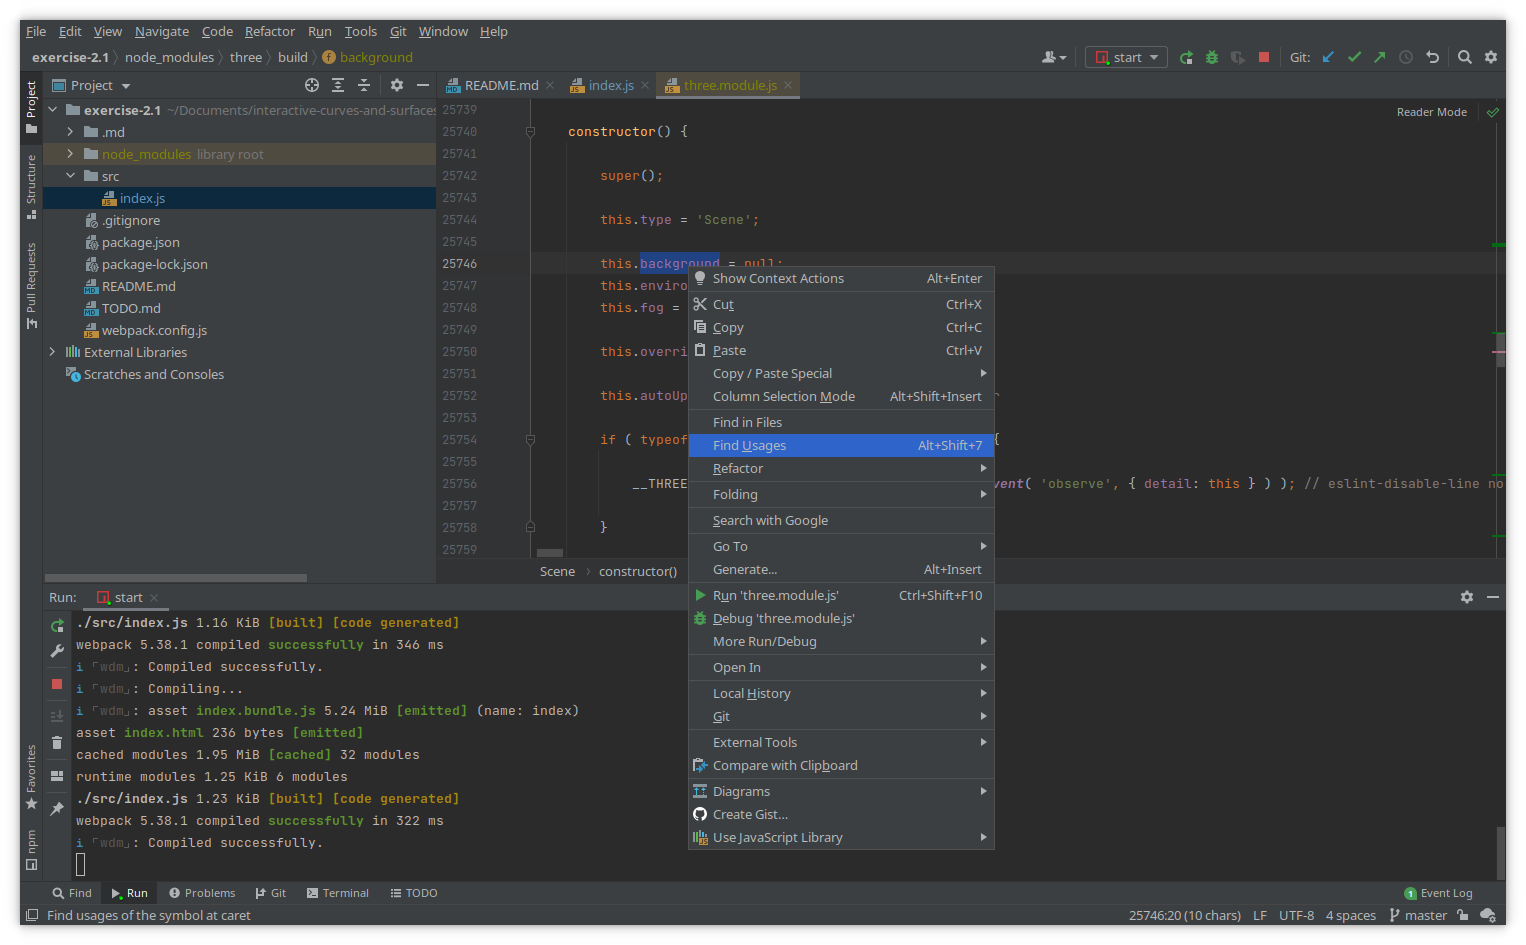 File Edit View Navigate Code Refactor Run Tools Git Window Help
exercise-2.1 node_modules three build f background
start Git:
Project
README.md index.js three.module.js
Project
Structure
Pull Requests
Favorites
npm
exercise-2.1 ~/Documents/interactive-curves-and-surfaces
.md
node_modules library root
src
index.js
.gitignore
package.json
package-lock.json
README.md
TODO.md
webpack.config.js
External Libraries
Scratches and Consoles
Reader Mode
25739
25740 constructor() {
25741
25742 super();
25743
25744 this.type = 'Scene';
25745
25746 this.background = null;
25747 this.enviro
25748 this.fog =
25749
25750 this.overri
25751
25752 this.autoUp
25753
25754 if ( typeof {
25755
25756 __THREE vent( 'observe', { detail: this } ) ); // eslint-disable-line no
25757
25758 }
25759
Scene constructor()
Show Context Actions Alt+Enter
Cut Ctrl+X
Copy Ctrl+C
Paste Ctrl+V
Copy / Paste Special
Column Selection Mode Alt+Shift+Insert
Find in Files
Find Usages Alt+Shift+7
Refactor
Folding
Search with Google
Go To
Generate... Alt+Insert
Run 'three.module.js' Ctrl+Shift+F10
Debug 'three.module.js'
More Run/Debug
Open In
Local History
Git
External Tools
Compare with Clipboard
Diagrams
Create Gist...
Use JavaScript Library
Run: start
./src/index.js 1.16 KiB [built] [code generated]
webpack 5.38.1 compiled successfully in 346 ms
i ｢wdm｣: Compiled successfully.
i ｢wdm｣: Compiling...
i ｢wdm｣: asset index.bundle.js 5.24 MiB [emitted] (name: index)
asset index.html 236 bytes [emitted]
cached modules 1.95 MiB [cached] 32 modules
runtime modules 1.25 KiB 6 modules
./src/index.js 1.23 KiB [built] [code generated]
webpack 5.38.1 compiled successfully in 322 ms
i ｢wdm｣: Compiled successfully.
Find Run Problems Git Terminal TODO 1 Event Log
Find usages of the symbol at caret 25746:20 (10 chars) LF UTF-8 4 spaces master